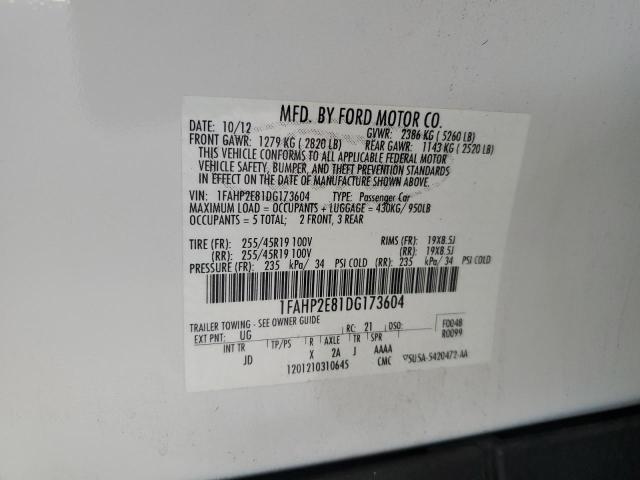 MFD. BY FORD MOTOR CO.
DATE: 10/12 GVWR: 2386 KG ( 5260 LB)
FRONT GAWR: 1279 KG ( 2820 LB) REAR GAWR: 1143 KG ( 2520 LB)
THIS VEHICLE CONFORMS TO ALL APPLICABLE FEDERAL MOTOR
VEHICLE SAFETY, BUMPER, AND THEFT PREVENTION STANDARDS
IN EFFECT ON THE DATE OF MANUFACTURE SHOWN ABOVE.
VIN: 1FAHP2E81DG173604 TYPE: Passenger Car
MAXIMUM LOAD = OCCUPANTS + LUGGAGE = 430KG/ 950LB
OCCUPANTS = 5 TOTAL: 2 FRONT, 3 REAR
TIRE (FR): 255/45R19 100V RIMS (FR): 19X8.5J
(RR): 255/45R19 100V (RR): 19X8.5J
PRESSURE (FR): 235 kPa/ 34 PSI COLD (RR): 235 kPa/ 34 PSI COLD
1FAHP2E81DG173604
TRAILER TOWING - SEE OWNER GUIDE
EXT PNT: UG RC: 21 DSO: F0048
R0099
INT TR TP/PS R AXLE TR SPR
JD X 2A J AAAA
1201210310645 CMC 5USA-5420472-AA